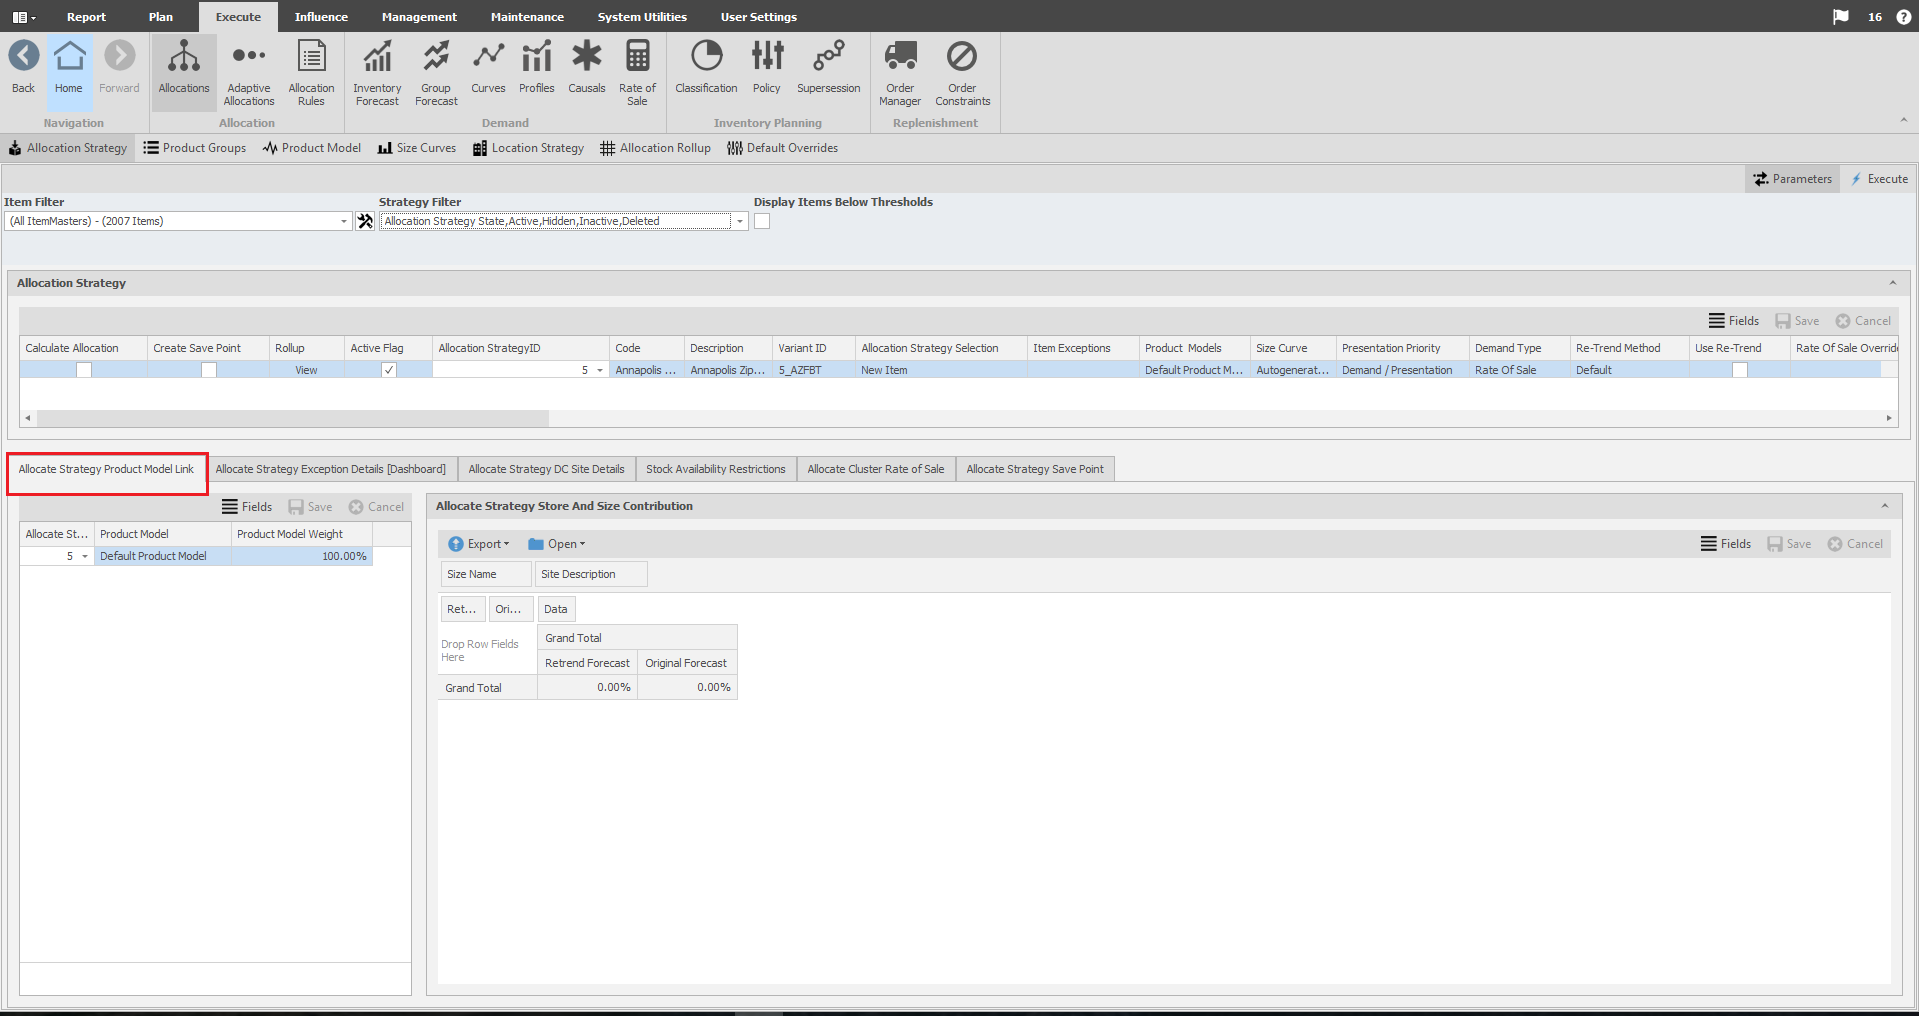 Report Plan Execute Influence Management Maintenance System Utilities User Settings 16
Back Home Forward Allocations Adaptive Allocations Allocation Rules Inventory Forecast Group Forecast Curves Profiles Causals Rate of Sale Classification Policy Supersession Order Manager Order Constraints
Navigation Allocation Demand Inventory Planning Replenishment
Allocation Strategy Product Groups Product Model Size Curves Location Strategy Allocation Rollup Default Overrides
Parameters Execute
Item Filter Strategy Filter Display Items Below Thresholds
(All ItemMasters) - (2007 Items) Allocation Strategy State,Active,Hidden,Inactive,Deleted
Allocation Strategy
Fields Save Cancel
Calculate Allocation Create Save Point Rollup Active Flag Allocation StrategyID Code Description Variant ID Allocation Strategy Selection Item Exceptions Product Models Size Curve Presentation Priority Demand Type Re-Trend Method Use Re-Trend Rate Of Sale Override
View 5 Annapolis ... Annapolis Zip... 5_AZFBT New Item Default Product M... Autogenerat... Demand / Presentation Rate Of Sale Default
Allocate Strategy Product Model Link Allocate Strategy Exception Details [Dashboard] Allocate Strategy DC Site Details Stock Availability Restrictions Allocate Cluster Rate of Sale Allocate Strategy Save Point
Fields Save Cancel Allocate Strategy Store And Size Contribution
Allocate St... Product Model Product Model Weight
5 Default Product Model 100.00%
Export Open Fields Save Cancel
Size Name Site Description
Ret... Ori... Data
Drop Row Fields Here
Grand Total
Retrend Forecast Original Forecast
Grand Total 0.00% 0.00%